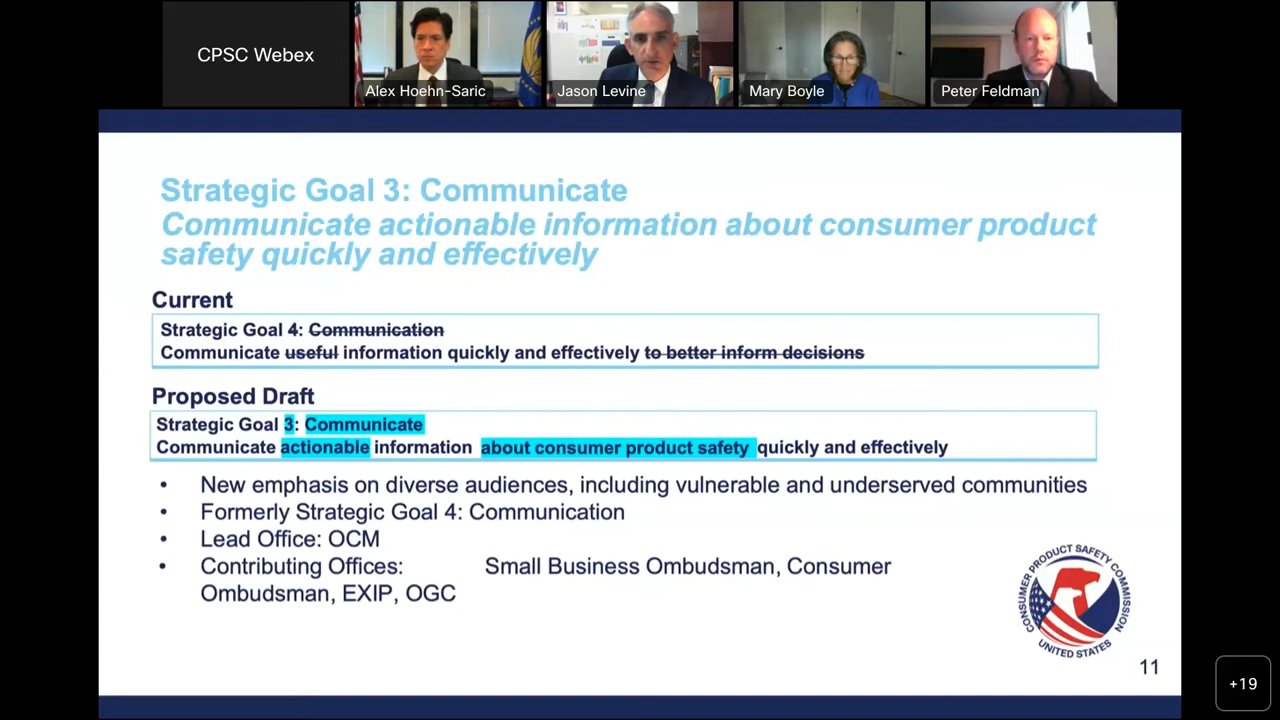 CPSC Webex
Alex Hoehn-Saric
Jason Levine
Mary Boyle
Peter Feldman
Strategic Goal 3: Communicate
Communicate actionable information about consumer product
safety quickly and effectively
Current
Strategic Goal 4: Communication
Communicate useful information quickly and effectively to better inform decisions
Proposed Draft
Strategic Goal 3: Communicate
Communicate actionable information about consumer product safety quickly and effectively
• New emphasis on diverse audiences, including vulnerable and underserved communities
• Formerly Strategic Goal 4: Communication
• Lead Office: OCM
• Contributing Offices: Small Business Ombudsman, Consumer
Ombudsman, EXIP, OGC
CONSUMER PRODUCT SAFETY COMMISSION
UNITED STATES
11
+19